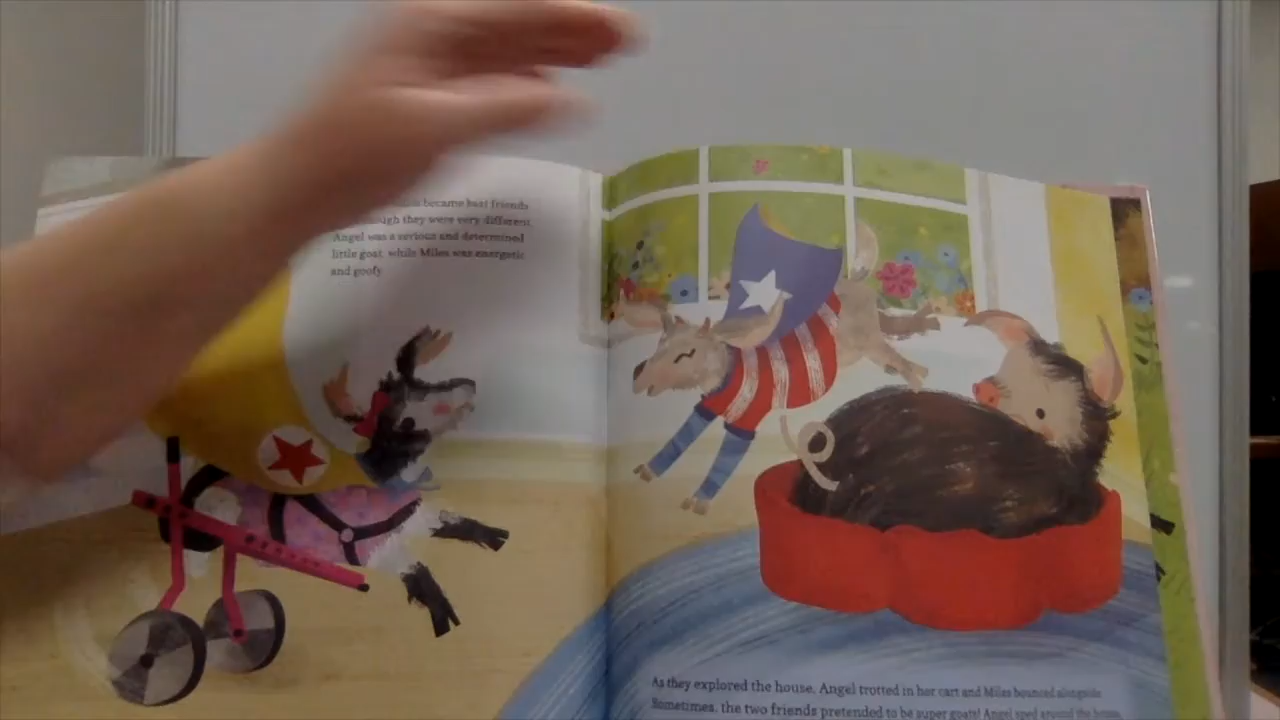 became best friends
they were very different.
Angel was a serious and determined
little goat, while Miles was energetic
and goofy.
As they explored the house, Angel trotted in her cart and Miles bounced alongside.
Sometimes, the two friends pretended to be super goats! Angel sped around the house,